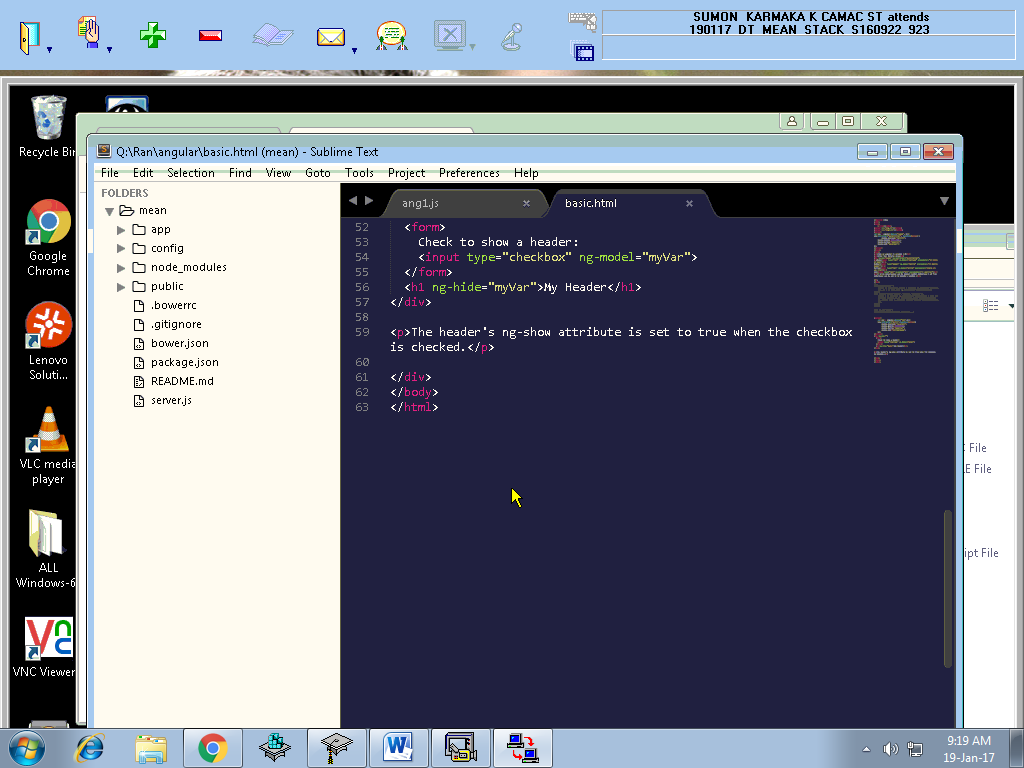 SUMON KARMAKA K CAMAC ST attends
190117 DT MEAN STACK S160922 923
Recycle Bin
Google
Chrome
Lenovo
Soluti...
VLC media
player
ALL
Windows-6
VNC Viewer
Q:\Ran\angular\basic.html (mean) - Sublime Text
File Edit Selection Find View Goto Tools Project Preferences Help
FOLDERS
mean
app
config
node_modules
public
.bowerrc
.gitignore
bower.json
package.json
README.md
server.js
ang1.js
basic.html
52 <form>
53 Check to show a header:
54 <input type="checkbox" ng-model="myVar">
55 </form>
56 <h1 ng-hide="myVar">My Header</h1>
57 </div>
58
59 <p>The header's ng-show attribute is set to true when the checkbox
is checked.</p>
60
61 </div>
62 </body>
63 </html>
File
E File
ipt File
9:19 AM
19-Jan-17